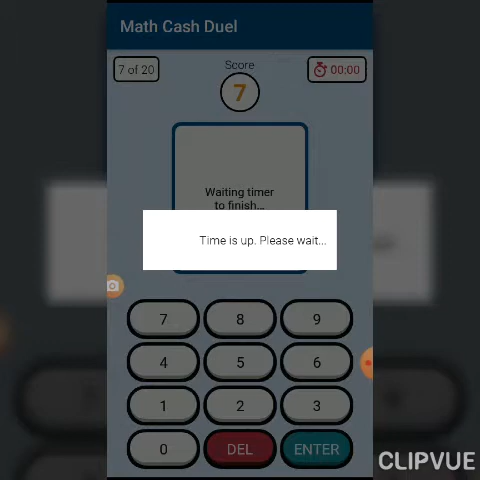 Math Cash Duel
7 of 20
Score
7
00:00
Waiting timer
to finish...
Time is up. Please wait...
7 8 9
4 5 6
1 2 3
0 DEL ENTER
CLIPVUE